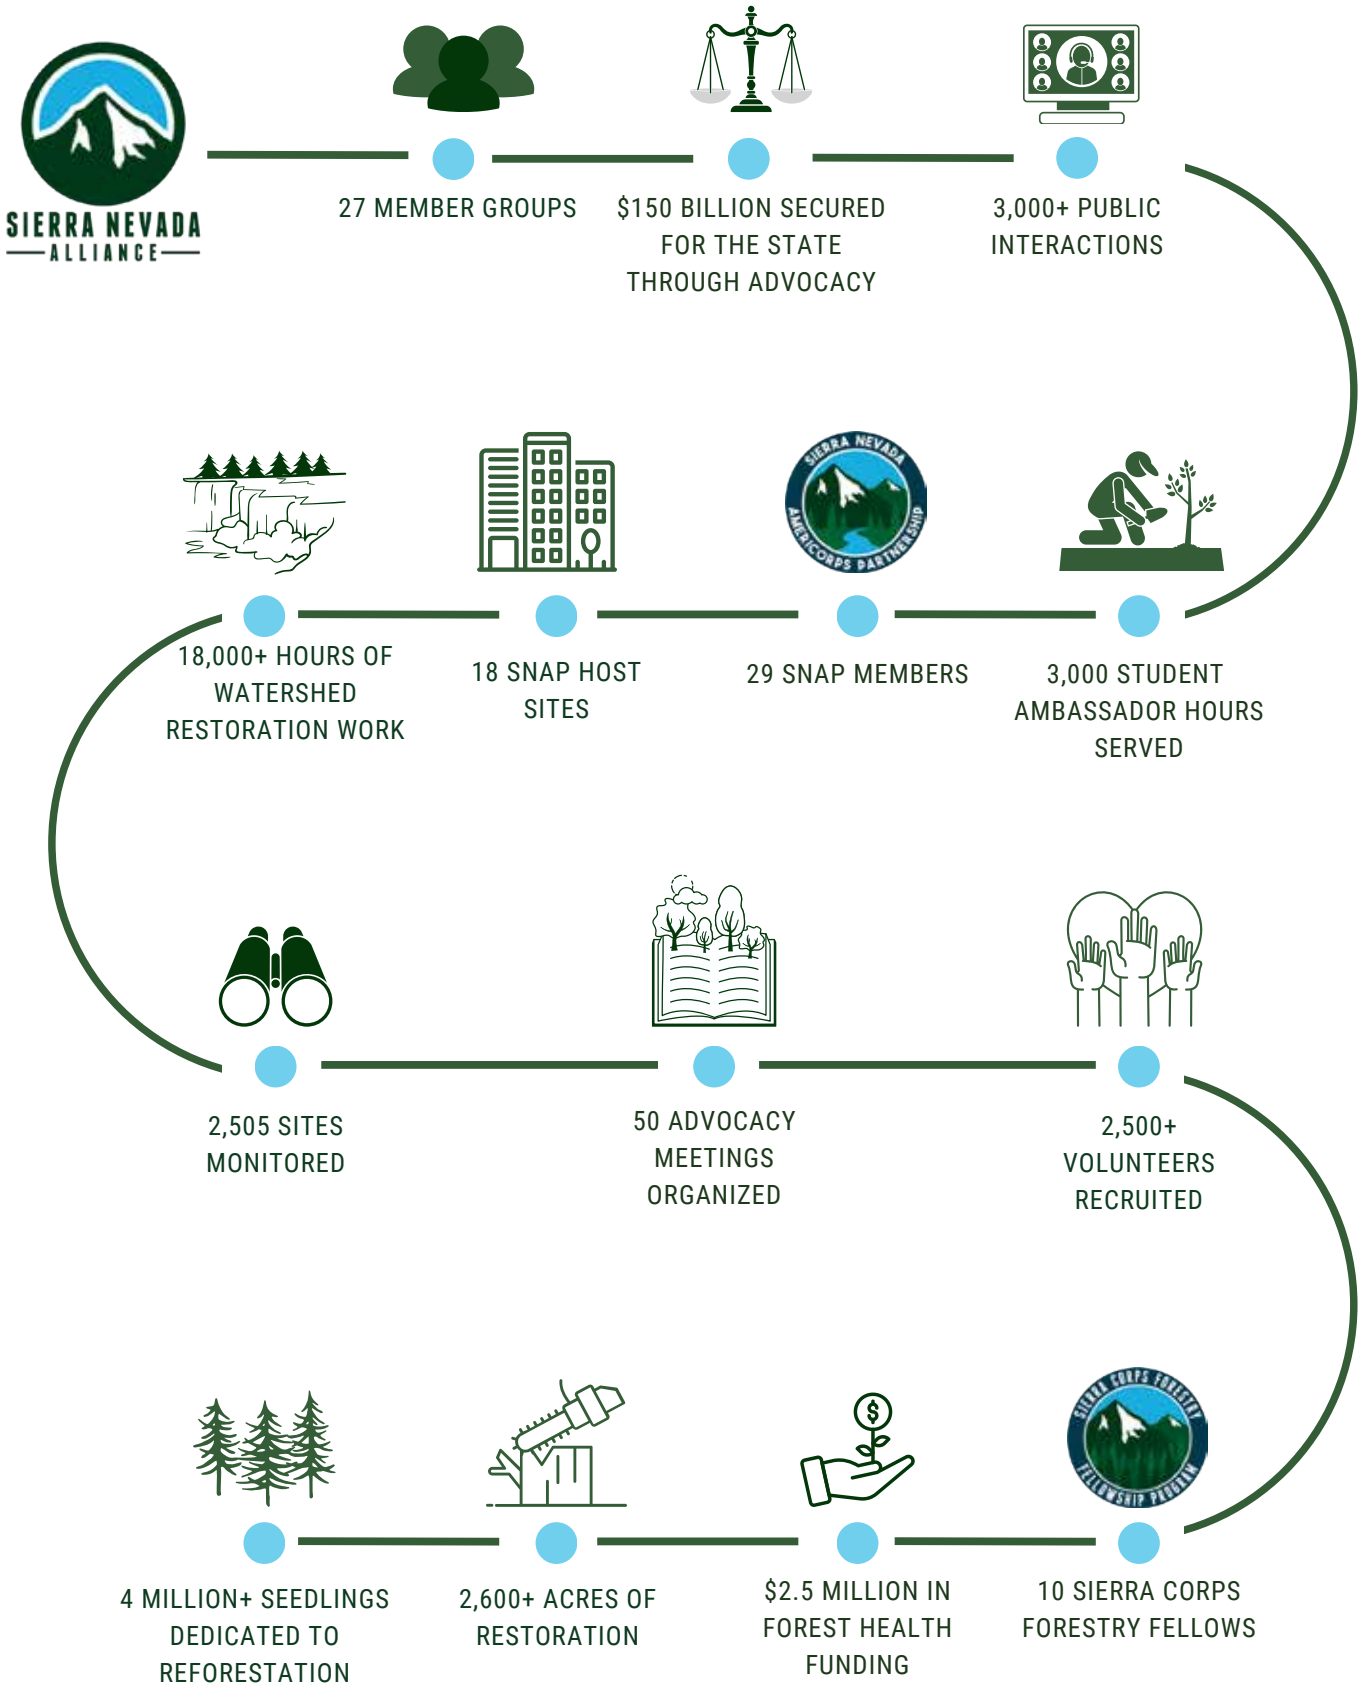 SIERRA NEVADA
ALLIANCE
27 MEMBER GROUPS
$150 BILLION SECURED
FOR THE STATE
THROUGH ADVOCACY
3,000+ PUBLIC
INTERACTIONS
SIERRA NEVADA
AMERICORPS PARTNERSHIP
3,000 STUDENT
AMBASSADOR HOURS
SERVED
29 SNAP MEMBERS
18 SNAP HOST
SITES
18,000+ HOURS OF
WATERSHED
RESTORATION WORK
2,505 SITES
MONITORED
50 ADVOCACY
MEETINGS
ORGANIZED
2,500+
VOLUNTEERS
RECRUITED
SIERRA CORPS FORESTRY
FELLOWSHIP PROGRAM
$
10 SIERRA CORPS
FORESTRY FELLOWS
$2.5 MILLION IN
FOREST HEALTH
FUNDING
2,600+ ACRES OF
RESTORATION
4 MILLION+ SEEDLINGS
DEDICATED TO
REFORESTATION